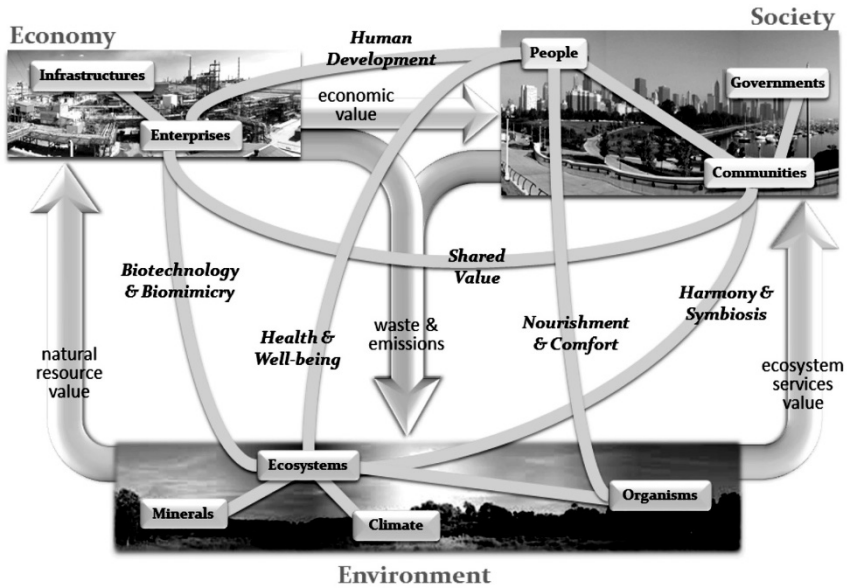 Economy
Society
Human
Development
People
Infrastructures
Governments
economic
value
Enterprises
Communities
Shared
Value
Biotechnology
& Biomimicry
Harmony &
Symbiosis
Health &
Well-being
waste &
emissions
Nourishment
& Comfort
natural
resource
value
ecosystem
services
value
Ecosystems
Organisms
Minerals
Climate
Environment